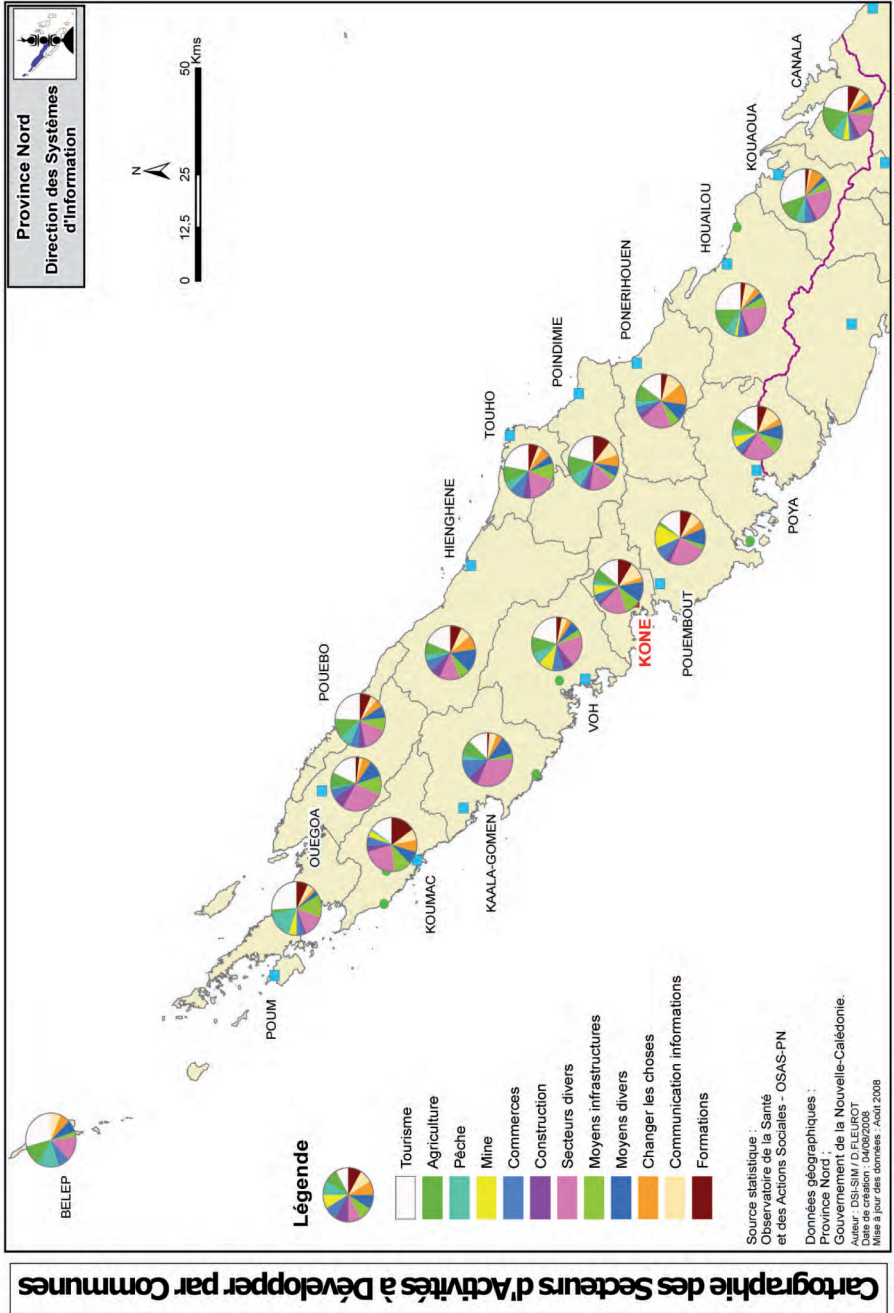 Cartographie des Secteurs d'Activités à Développer par Communes
Province Nord
Direction des Systèmes
d'Information
N
0 12,5 25 50
Kms
BELEP
POUM
OUEGOA
POUEBO
KOUMAC
KAALA-GOMEN
HIENGHENE
VOH
TOUHO
KONE
POINDIMIE
POUEMBOUT
PONERIHOUEN
POYA
HOUAILOU
KOUAOUA
CANALA
Légende
Tourisme
Agriculture
Pêche
Mine
Commerces
Construction
Secteurs divers
Moyens infrastructures
Moyens divers
Changer les choses
Communication informations
Formations
Source statistique :
Observatoire de la Santé
et des Actions Sociales - OSAS-PN
Données géographiques :
Province Nord ;
Gouvernement de la Nouvelle-Calédonie.
Auteur : DSI-SIM / D.FLEUROT
Date de création : 04/08/2008
Mise à jour des données : Août 2008